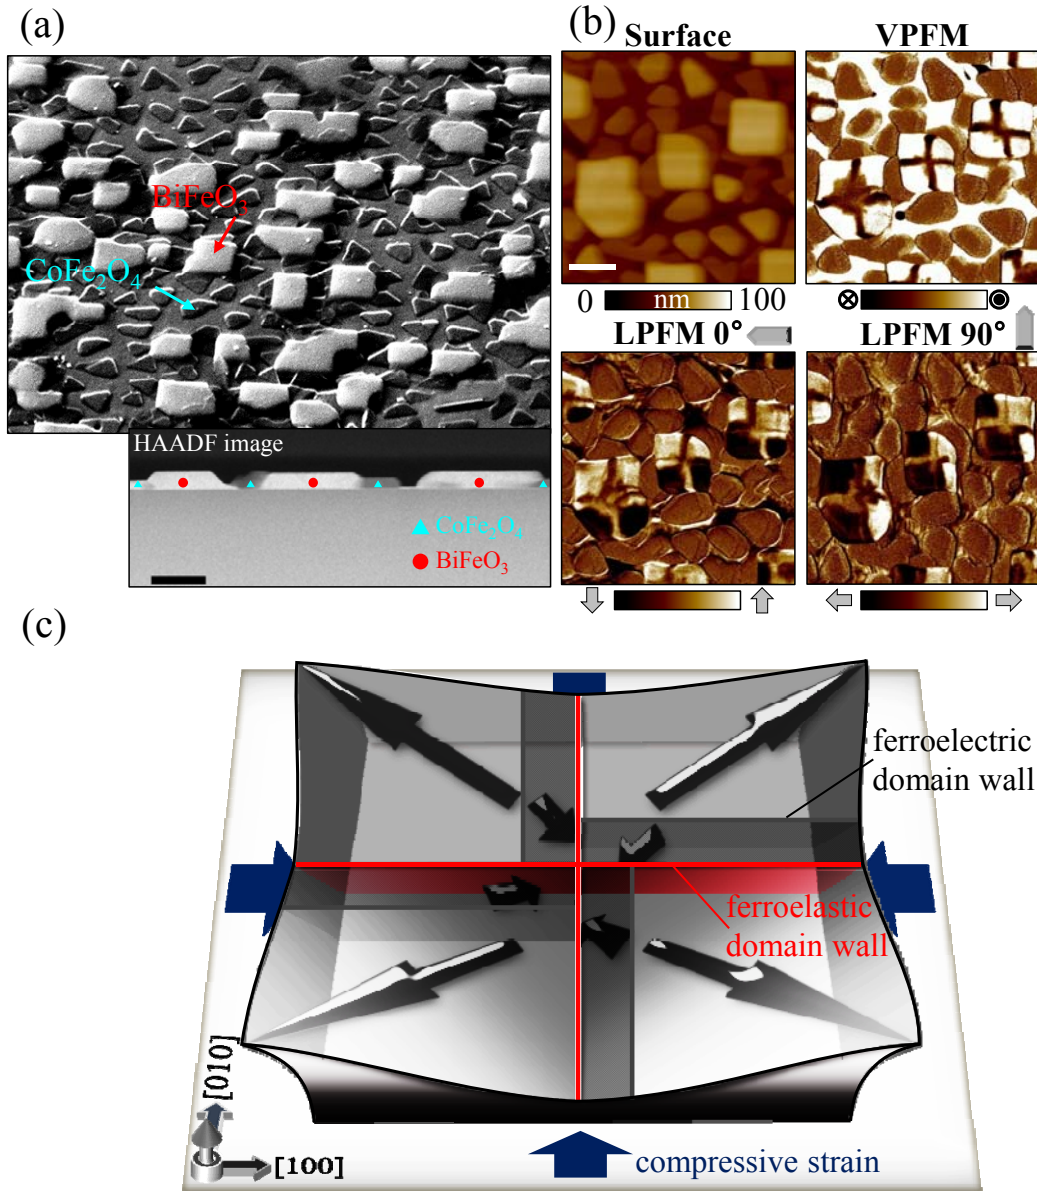 (a)
BiFeO3
CoFe2O4
HAADF image
CoFe2O4
BiFeO3
(b)
Surface
VPFM
0 nm 100
LPFM 0°
LPFM 90°
(c)
ferroelectric
domain wall
ferroelastic
domain wall
[010]
[100]
compressive strain